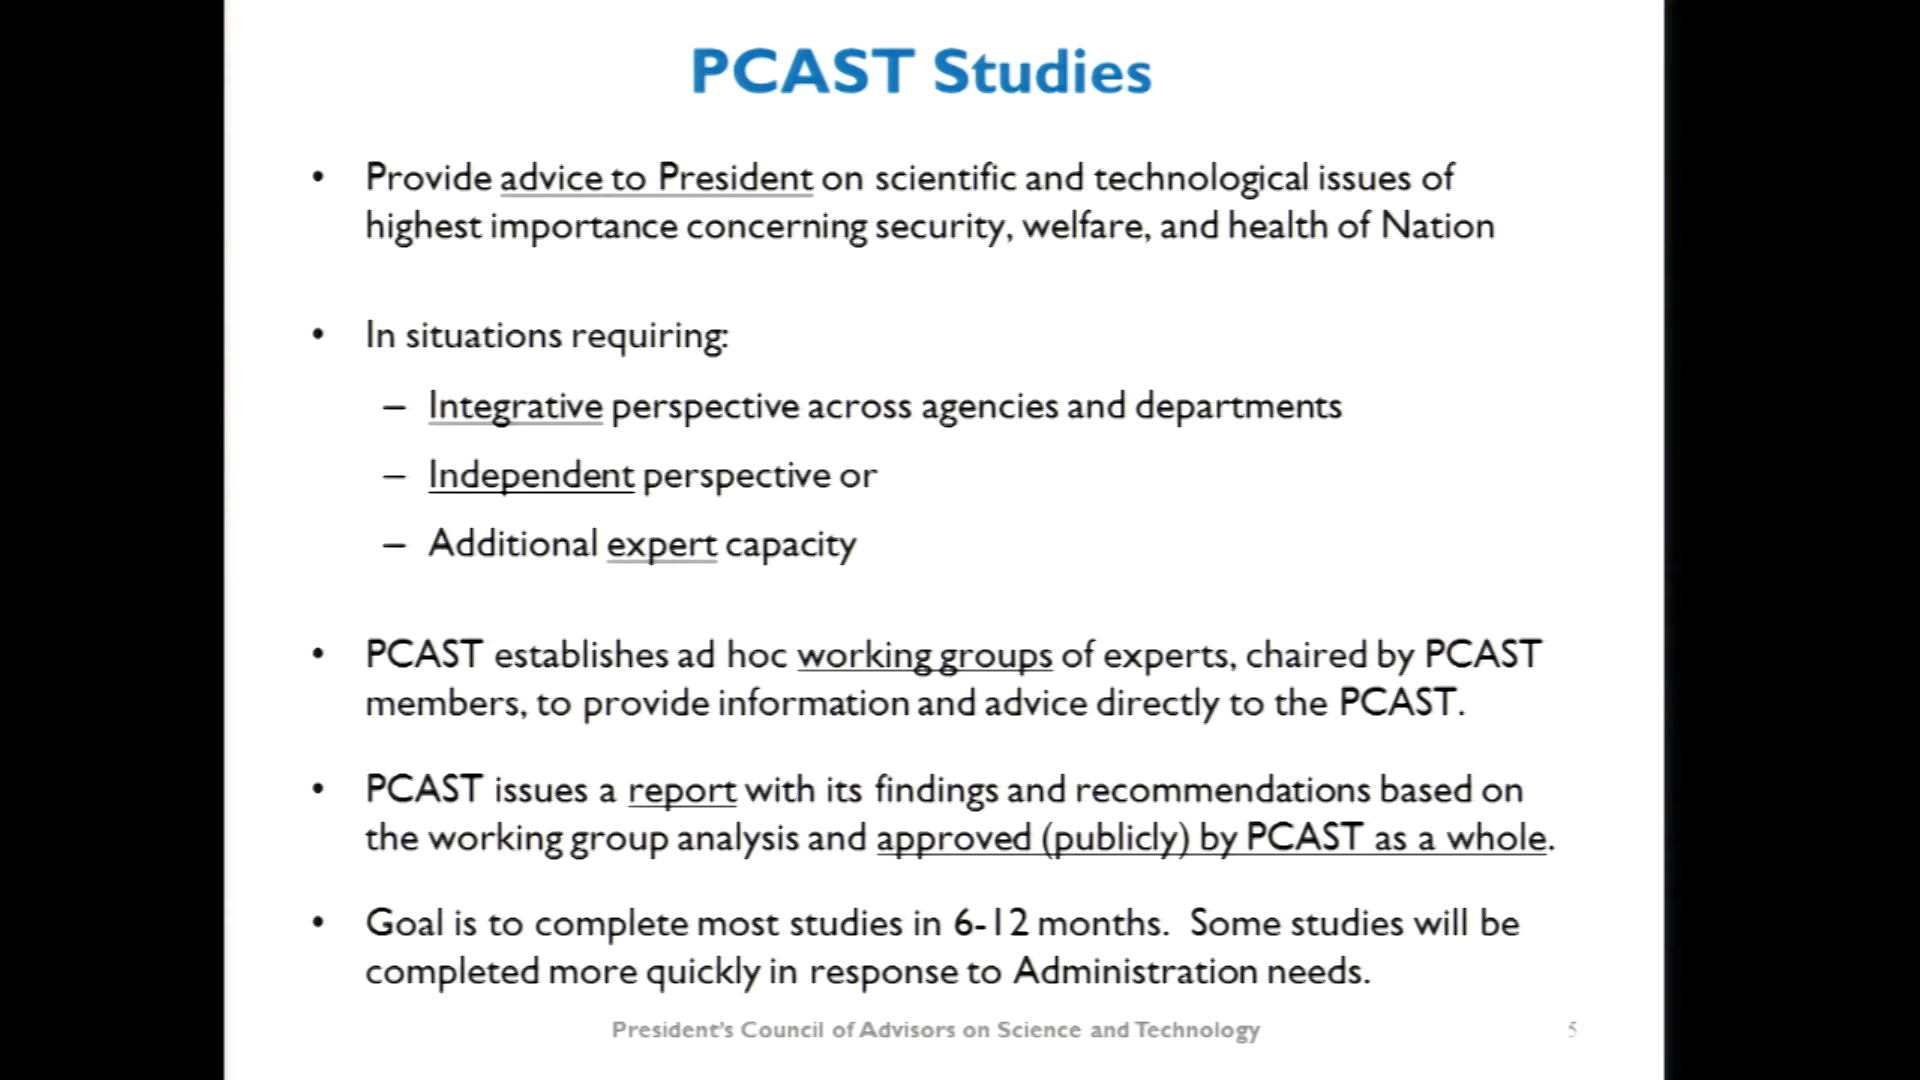 PCAST Studies
• Provide advice to President on scientific and technological issues of
highest importance concerning security, welfare, and health of Nation
• In situations requiring:
– Integrative perspective across agencies and departments
– Independent perspective or
– Additional expert capacity
• PCAST establishes ad hoc working groups of experts, chaired by PCAST
members, to provide information and advice directly to the PCAST.
• PCAST issues a report with its findings and recommendations based on
the working group analysis and approved (publicly) by PCAST as a whole.
• Goal is to complete most studies in 6-12 months. Some studies will be
completed more quickly in response to Administration needs.
President's Council of Advisors on Science and Technology 5